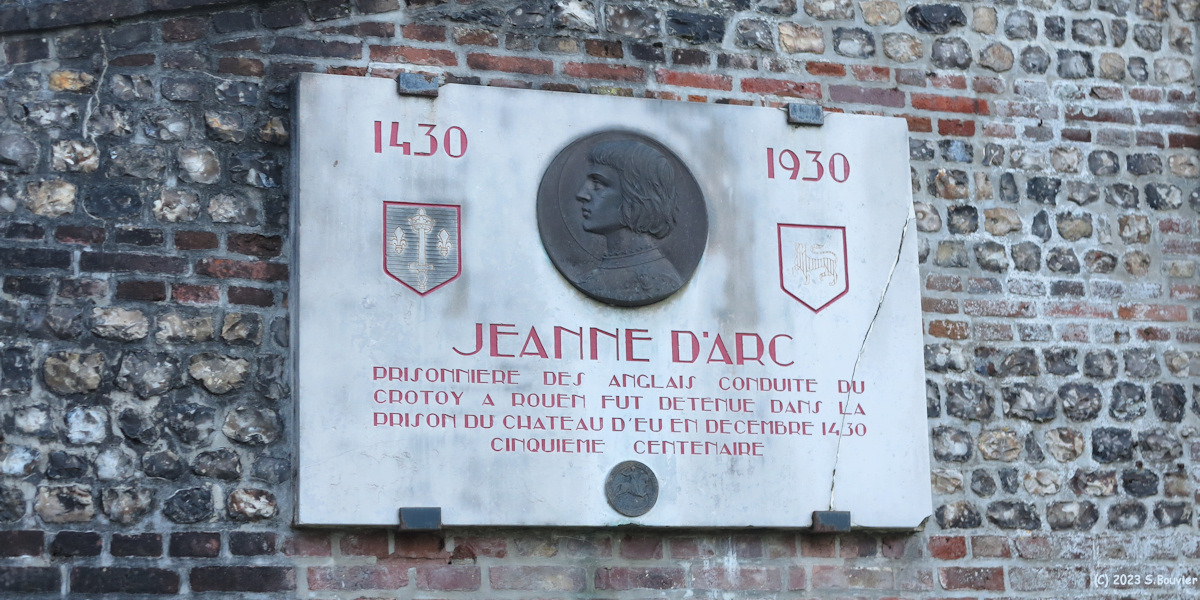 1430
1930
JEANNE D'ARC
PRISONNIERE DES ANGLAIS CONDUITE DU
CROTOY A ROUEN FUT DETENUE DANS LA
PRISON DU CHATEAU D'EU EN DECEMBRE 1430
CINQUIEME CENTENAIRE
(C) 2023 S.Bouvier